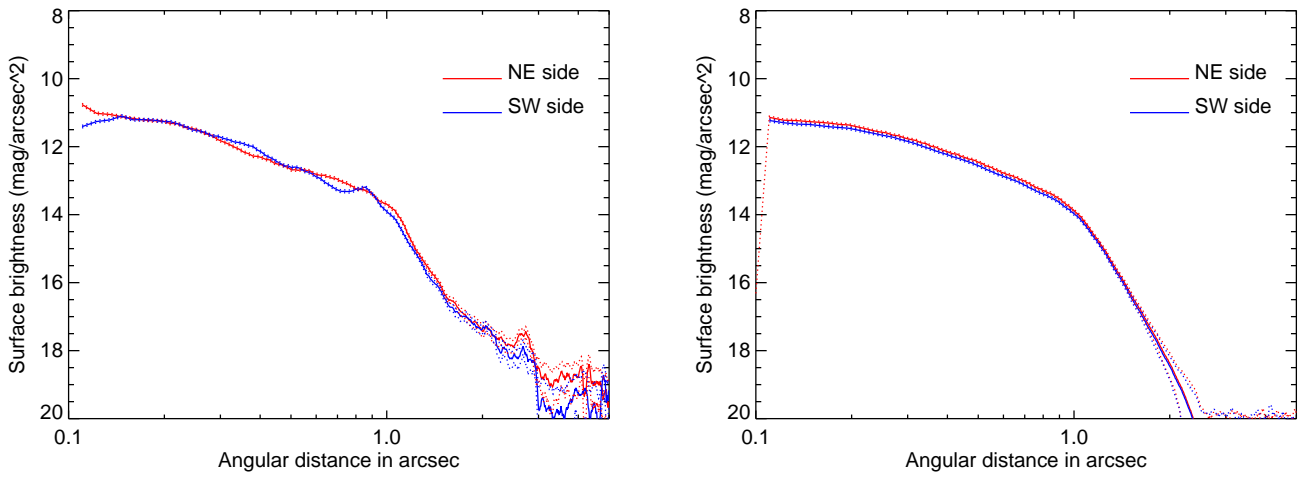 8
10
12
14
16
18
20
0.1
1.0
Surface brightness (mag/arcsec^2)
Angular distance in arcsec
NE side
SW side
8
10
12
14
16
18
20
0.1
1.0
Surface brightness (mag/arcsec^2)
Angular distance in arcsec
NE side
SW side